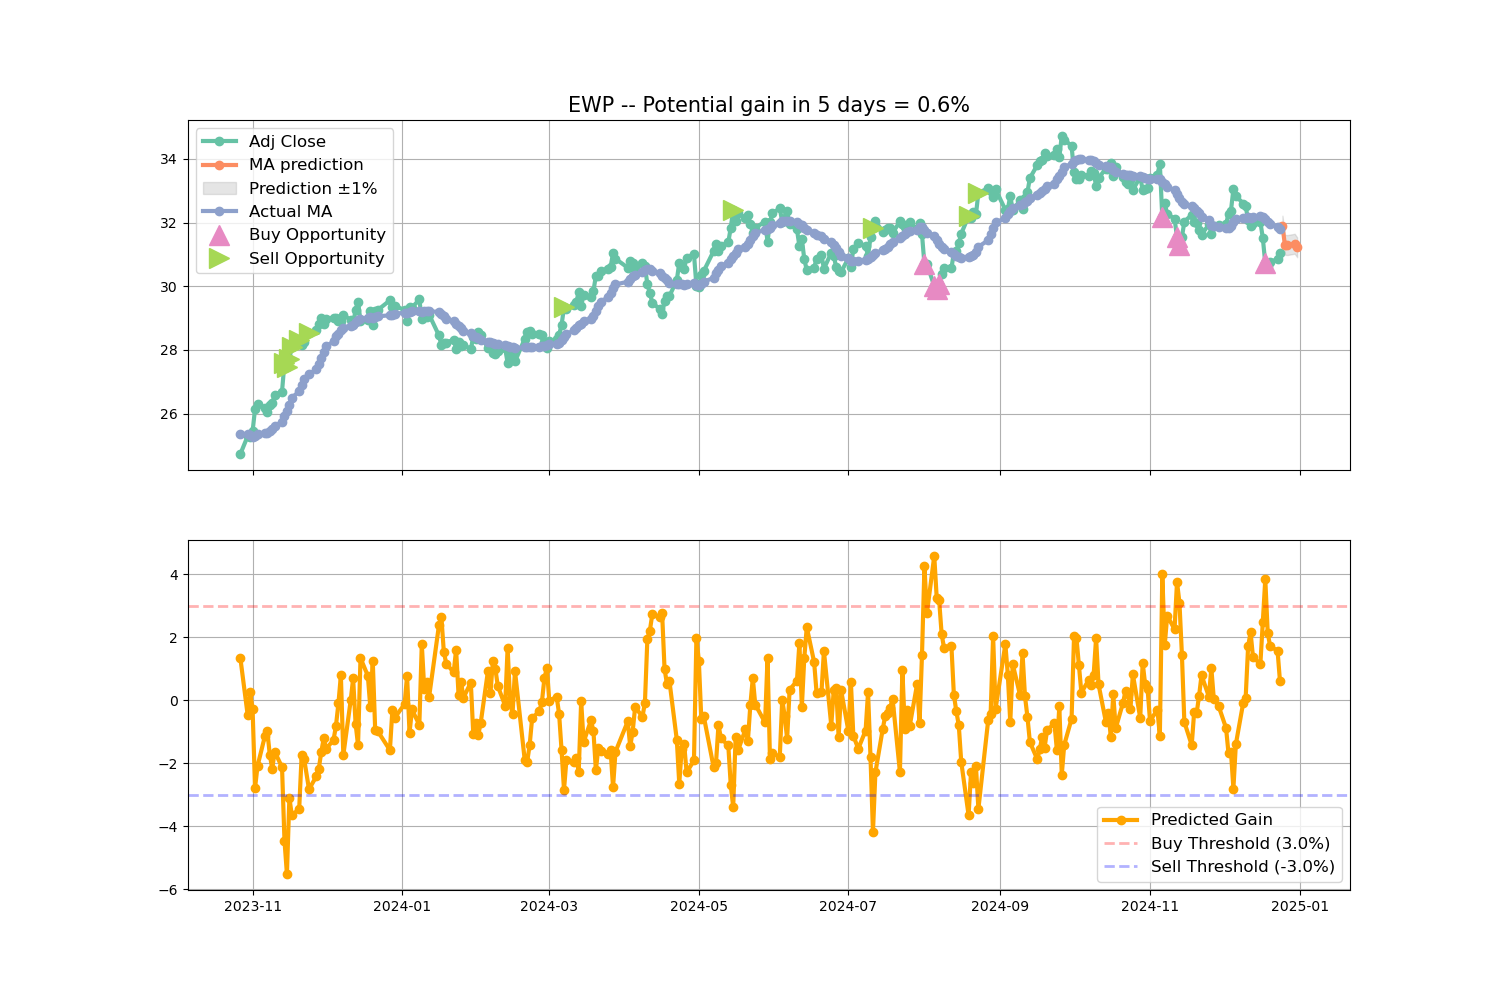 EWP -- Potential gain in 5 days = 0.6%
34
32
30
28
26
Adj Close
MA prediction
Prediction ±1%
Actual MA
Buy Opportunity
Sell Opportunity
4
2
0
−2
−4
−6
Predicted Gain
Buy Threshold (3.0%)
Sell Threshold (-3.0%)
2023-11
2024-01
2024-03
2024-05
2024-07
2024-09
2024-11
2025-01